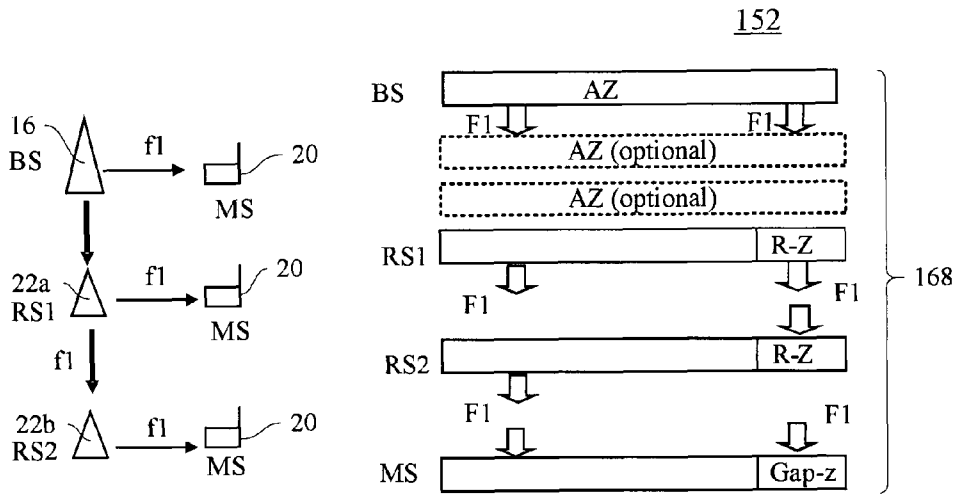 152
BS
AZ
F1
F1
AZ (optional)
AZ (optional)
RS1
R-Z
F1
F1
168
RS2
R-Z
F1
F1
MS
Gap-z
16
BS
f1
20
MS
22a
RS1
f1
20
MS
f1
22b
RS2
f1
20
MS